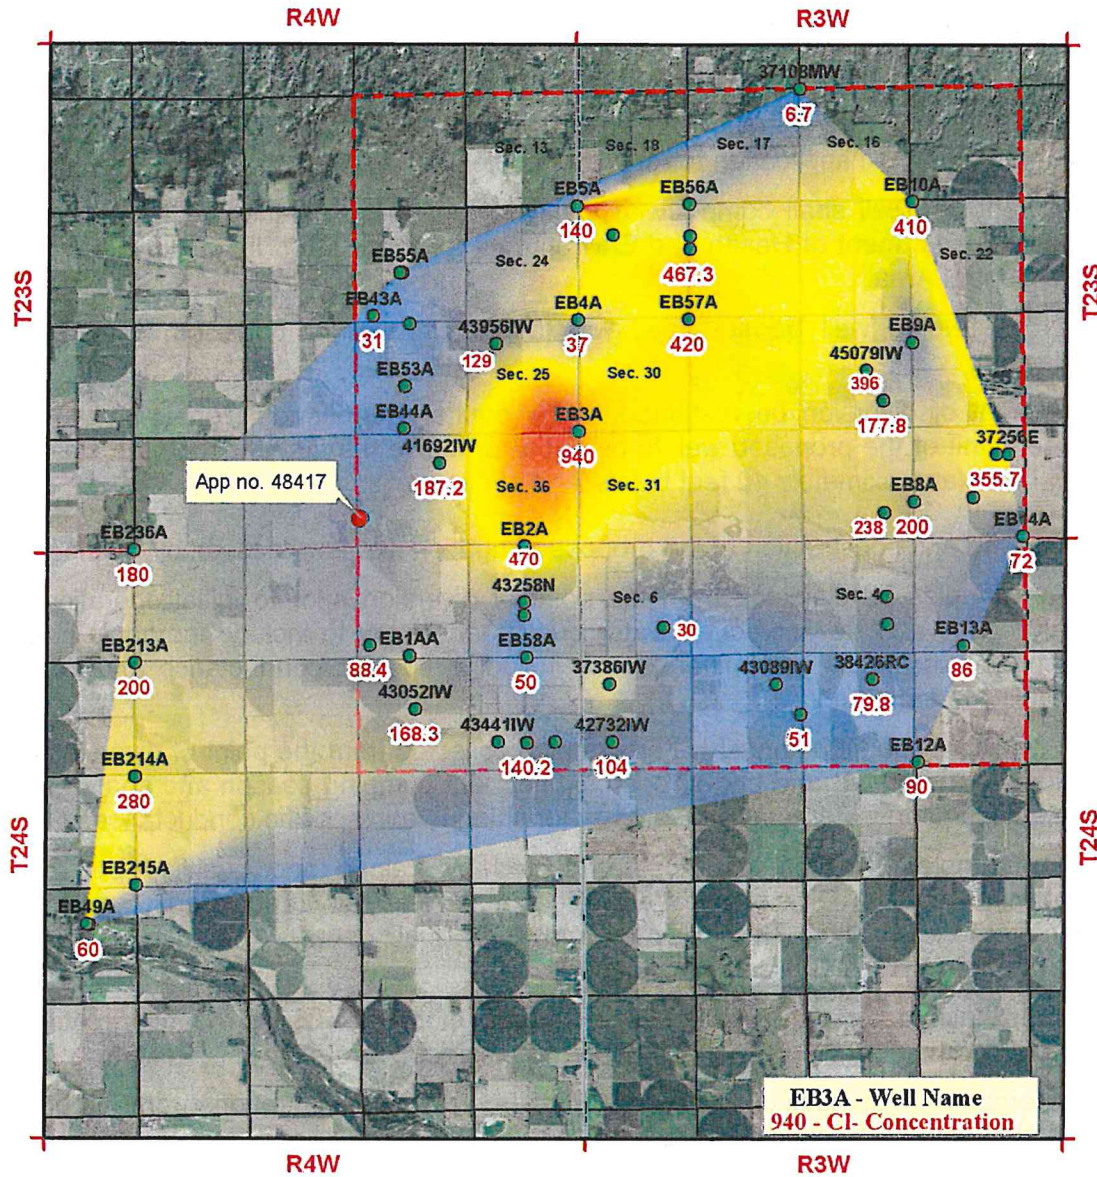 R4W
R3W
37108MW
6.7
Sec. 13
Sec. 18
Sec. 17
Sec. 16
EB5A
EB56A
EB10A
140
410
Sec. 24
467.3
Sec. 22
EB55A
T23S
T23S
EB43A
EB4A
EB57A
31
43956IW
37
420
EB9A
129
45079IW
EB53A
Sec. 25
Sec. 30
396
177.8
EB44A
EB3A
41692IW
940
37256E
187.2
355.7
App no. 48417
Sec. 36
Sec. 31
EB8A
238
200
EB14A
EB236A
EB2A
180
470
72
43258N
Sec. 6
Sec. 4
30
EB213A
EB1AA
EB58A
EB13A
200
88.4
50
37386IW
43089IW
38426RC
86
43052IW
79.8
168.3
43441IW
42732IW
51
EB214A
140.2
104
EB12A
280
90
T24S
T24S
EB215A
EB49A
60
EB3A - Well Name
940 - Cl- Concentration
R4W
R3W